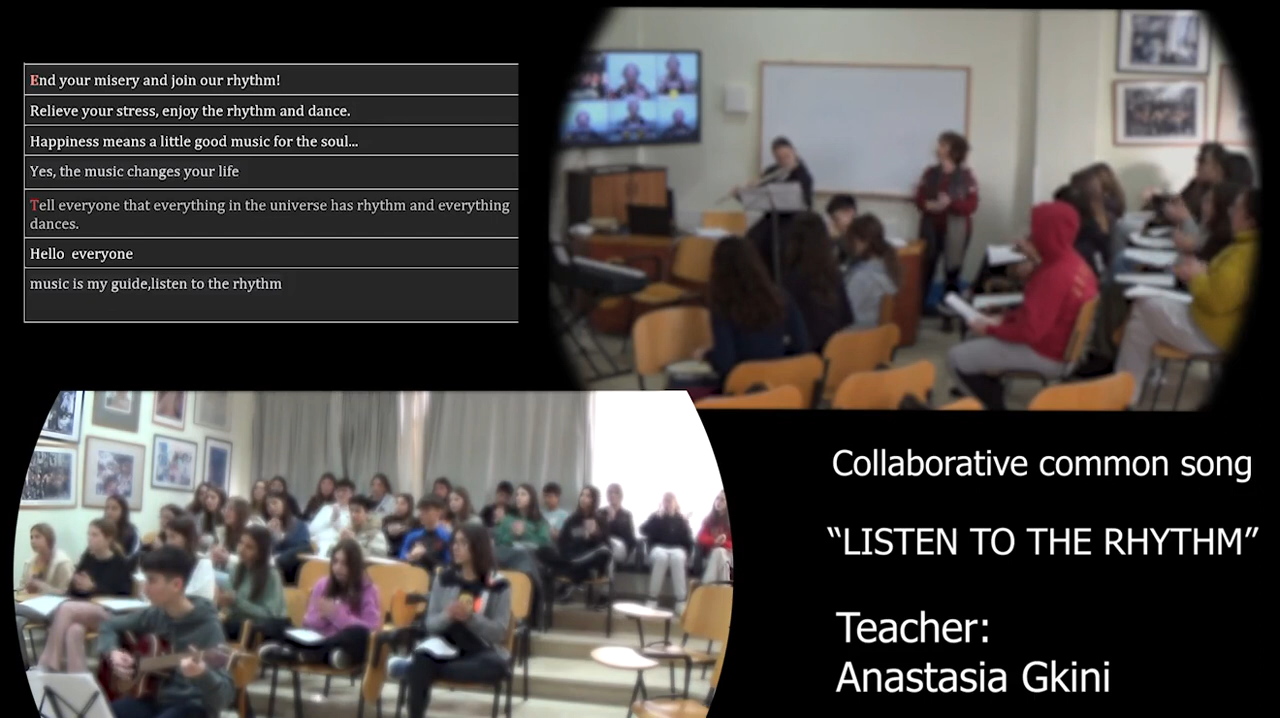 End your misery and join our rhythm!
Relieve your stress, enjoy the rhythm and dance.
Happiness means a little good music for the soul...
Yes, the music changes your life
Tell everyone that everything in the universe has rhythm and everything
dances.
Hello  everyone
music is my guide,listen to the rhythm
Collaborative common song
“LISTEN TO THE RHYTHM”
Teacher:
Anastasia Gkini